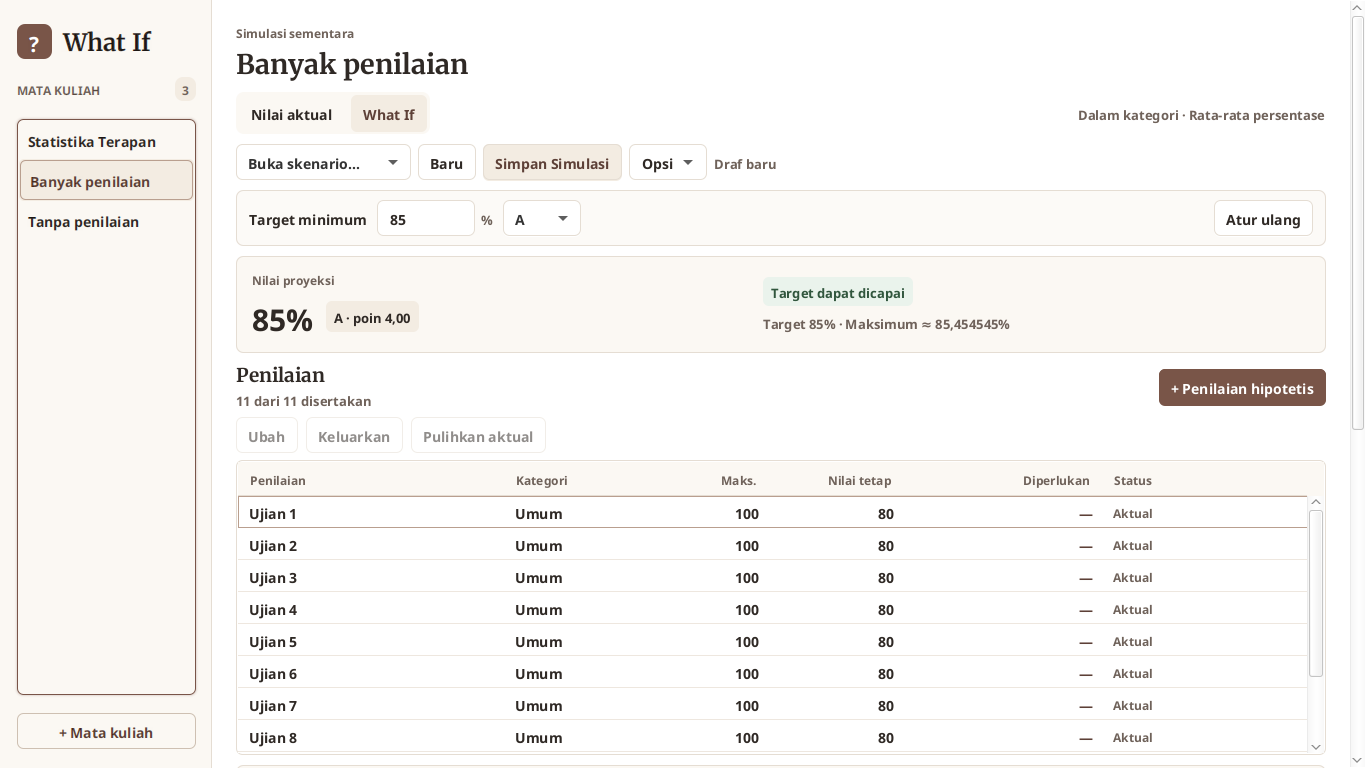 ? What If
MATA KULIAH 3
Statistika Terapan
Banyak penilaian
Tanpa penilaian
+ Mata kuliah
Simulasi sementara
Banyak penilaian
Nilai aktual What If Dalam kategori · Rata-rata persentase
Buka skenario... Baru Simpan Simulasi Opsi Draf baru
Target minimum 85 % A Atur ulang
Nilai proyeksi
85% A · poin 4,00
Target dapat dicapai
Target 85% · Maksimum ≈ 85,454545%
Penilaian
11 dari 11 disertakan
+ Penilaian hipotetis
Ubah Keluarkan Pulihkan aktual
Penilaian Kategori Maks. Nilai tetap Diperlukan Status
Ujian 1 Umum 100 80 — Aktual
Ujian 2 Umum 100 80 — Aktual
Ujian 3 Umum 100 80 — Aktual
Ujian 4 Umum 100 80 — Aktual
Ujian 5 Umum 100 80 — Aktual
Ujian 6 Umum 100 80 — Aktual
Ujian 7 Umum 100 80 — Aktual
Ujian 8 Umum 100 80 — Aktual